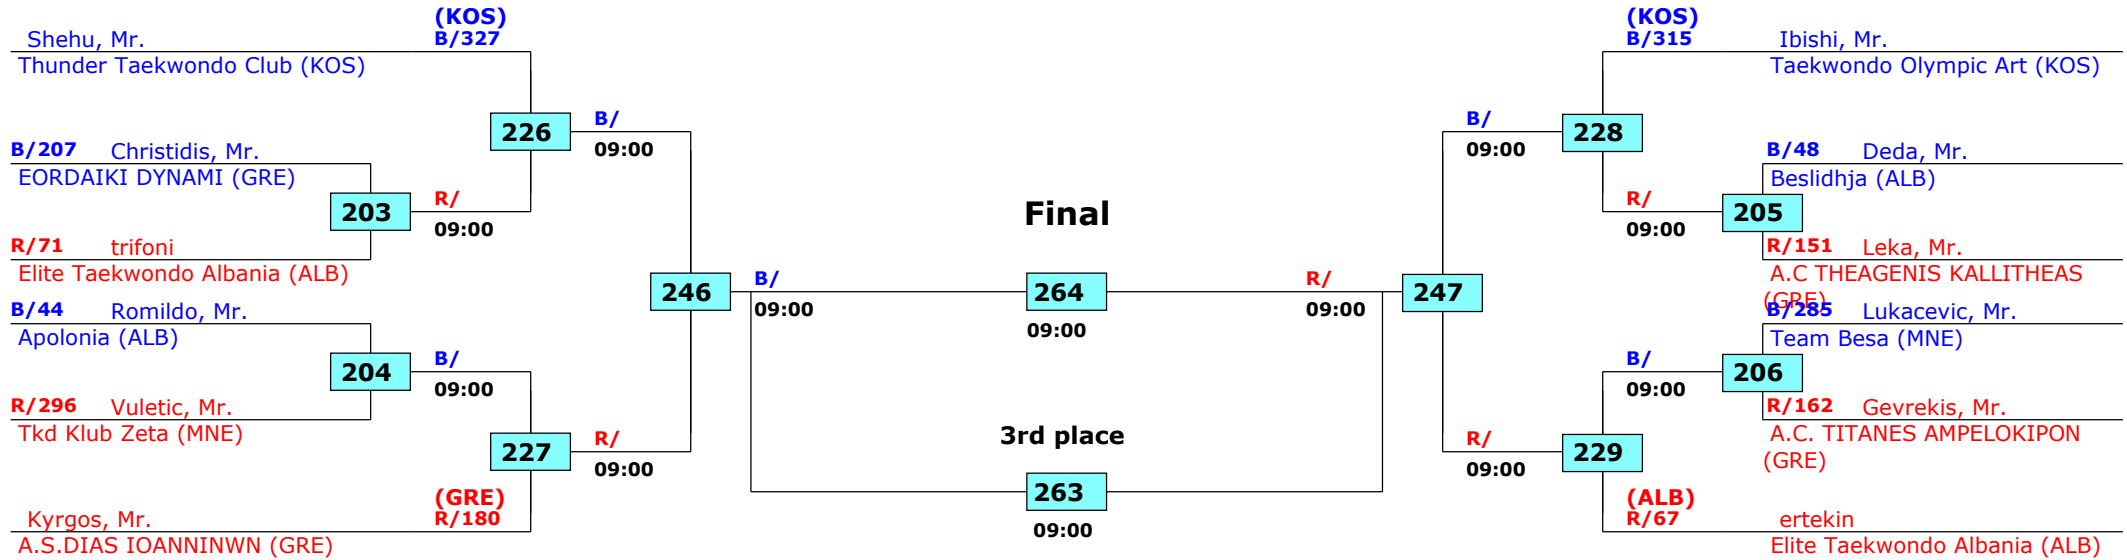 (KOS)
Shehu, Mr.
B/327
Thunder Taekwondo Club (KOS)
226
B/
09:00
B/207 Christidis, Mr.
EORDAIKI DYNAMI (GRE)
203
R/
09:00
R/71 trifoni
Elite Taekwondo Albania (ALB)
246
B/
09:00
B/44 Romildo, Mr.
Apolonia (ALB)
204
B/
09:00
R/296 Vuletic, Mr.
Tkd Klub Zeta (MNE)
227
R/
09:00
(GRE)
Kyrgos, Mr.
R/180
A.S.DIAS IOANNINWN (GRE)
Final
264
09:00
3rd place
263
09:00
(KOS)
B/315 Ibishi, Mr.
Taekwondo Olympic Art (KOS)
B/
09:00
228
B/48 Deda, Mr.
Beslidhja (ALB)
R/
09:00
205
R/151 Leka, Mr.
A.C THEAGENIS KALLITHEAS
(GRE)
R/
09:00
247
B/285 Lukacevic, Mr.
Team Besa (MNE)
B/
09:00
206
R/162 Gevrekis, Mr.
A.C. TITANES AMPELOKIPON
(GRE)
R/
09:00
229
(ALB)
R/67 ertekin
Elite Taekwondo Albania (ALB)